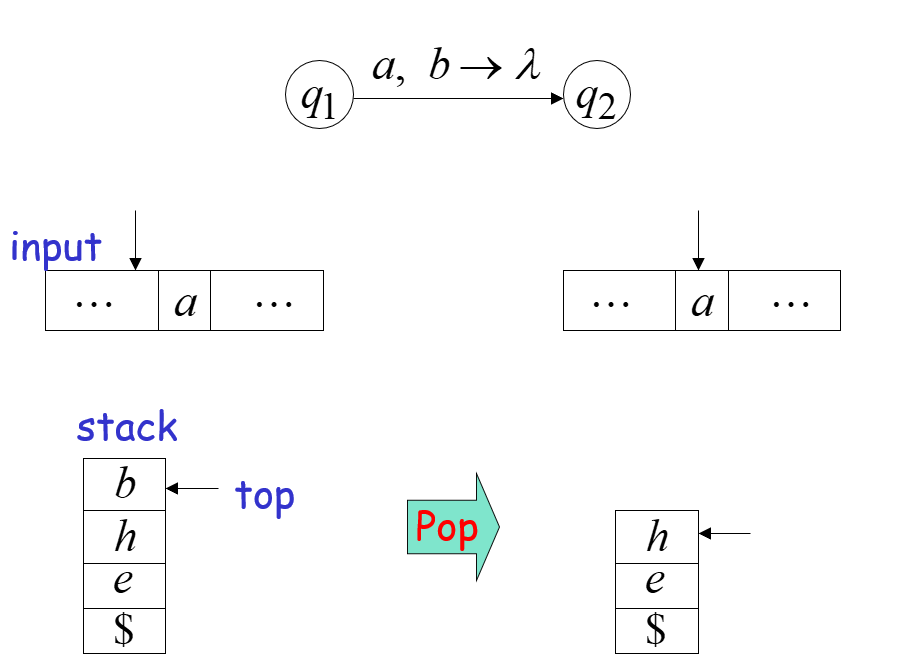 a, b → λ
q1 q2
input
··· a ··· ··· a ···
stack
b top
Pop
h h
e e
$ $